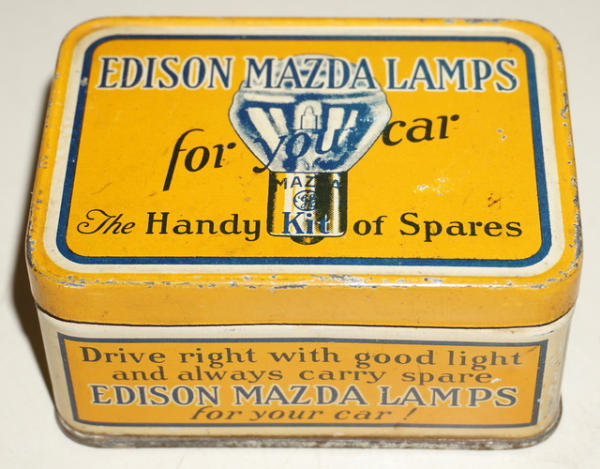 EDISON MAZDA LAMPS
for your car
MAZDA
GE
The Handy Kit of Spares
Drive right with good light
and always carry spare
EDISON MAZDA LAMPS
for your car!